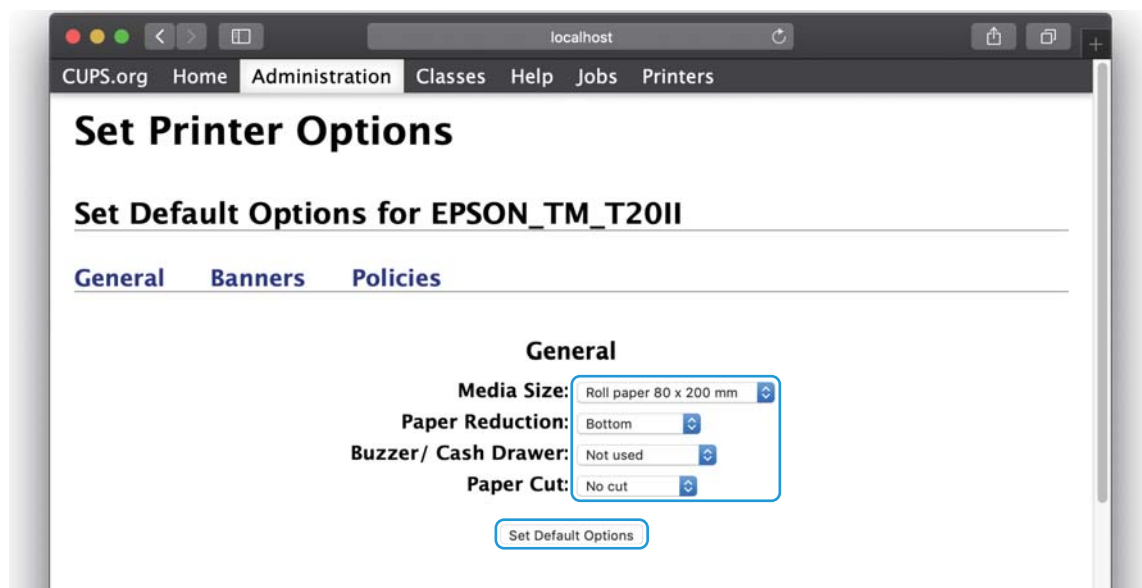 localhost
CUPS.org Home Administration Classes Help Jobs Printers
Set Printer Options
Set Default Options for EPSON_TM_T20II
General Banners Policies
General
Media Size: Roll paper 80 x 200 mm
Paper Reduction: Bottom
Buzzer/ Cash Drawer: Not used
Paper Cut: No cut
Set Default Options